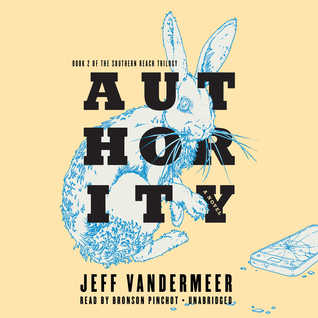 BOOK 2 OF THE SOUTHERN REACH TRILOGY
AUT
HOR
ITY
A NOVEL
JEFF VANDERMEER
READ BY BRONSON PINCHOT • UNABRIDGED